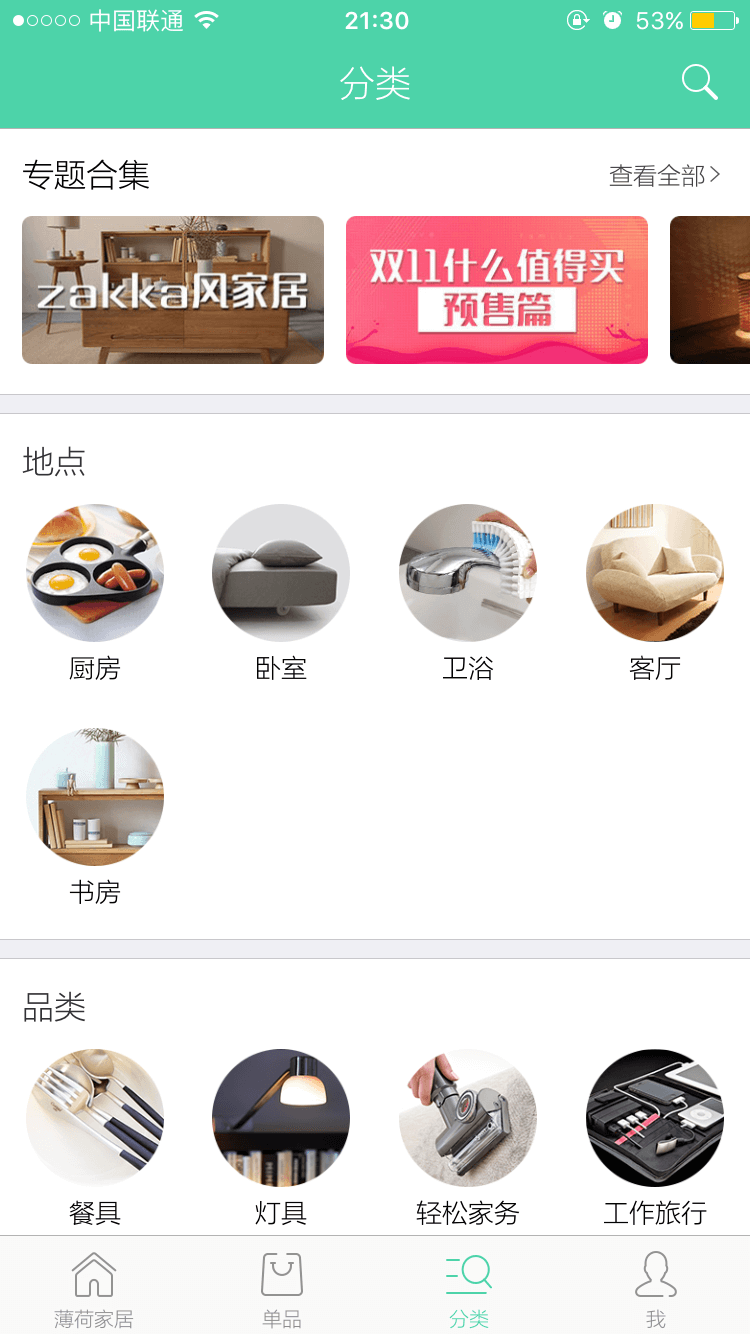 中国联通
21:30
53%
分类
专题合集
查看全部
zakka风家居
双11什么值得买
预售篇
地点
厨房
卧室
卫浴
客厅
书房
品类
餐具
灯具
轻松家务
工作旅行
薄荷家居
单品
分类
我